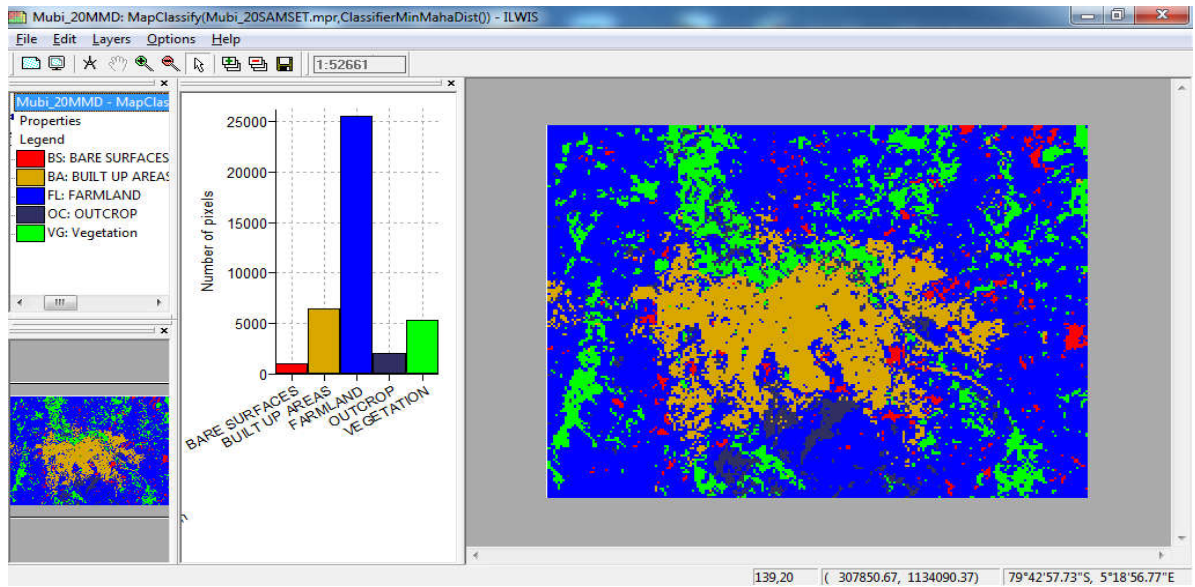 Mubi_20MMD: MapClassify(Mubi_20SAMSET.mpr,ClassifierMinMahaDist()) - ILWIS
File Edit Layers Options Help
1:52661
Mubi_20MMD - MapClas
Properties
Legend
BS: BARE SURFACES
BA: BUILT UP AREAS
FL: FARMLAND
OC: OUTCROP
VG: Vegetation
Number of pixels
25000
20000
15000
10000
5000
0
BARE SURFACES
BUILT UP AREAS
FARMLAND
OUTCROP
VEGETATION
139,20 ( 307850.67, 1134090.37) 79°42'57.73"S, 5°18'56.77"E